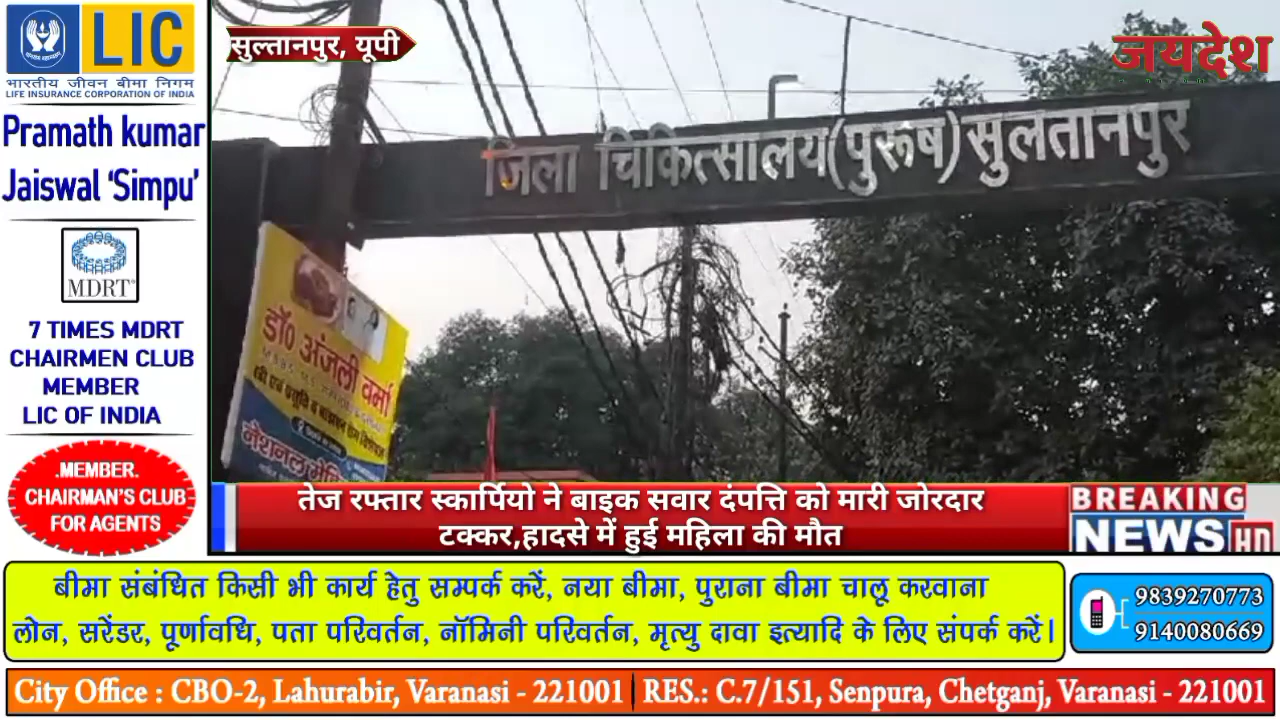 LIC
भारतीय जीवन बीमा निगम
LIFE INSURANCE CORPORATION OF INDIA
Pramath kumar
Jaiswal ‘Simpu’
MDRT
7 TIMES MDRT
CHAIRMEN CLUB
MEMBER
LIC OF INDIA
.MEMBER.
CHAIRMAN’S CLUB
FOR AGENTS
सुल्तानपुर, यूपी
जयदेश
जिला चिकित्सालय(पुरूष)सुलतानपुर
डॉ0 अंजली वर्मा
नेशनल
तेज रफ्तार स्कार्पियो ने बाइक सवार दंपत्ति को मारी जोरदार
टक्कर,हादसे में हुई महिला की मौत
BREAKING
NEWS HD
बीमा संबंधित किसी भी कार्य हेतु सम्पर्क करें, नया बीमा, पुराना बीमा चालू करवाना
लोन, सरेंडर, पूर्णावधि, पता परिवर्तन, नॉमिनी परिवर्तन, मृत्यु दावा इत्यादि के लिए संपर्क करें।
9839270773
9140080669
City Office : CBO-2, Lahurabir, Varanasi - 221001 RES.: C.7/151, Senpura, Chetganj, Varanasi - 221001